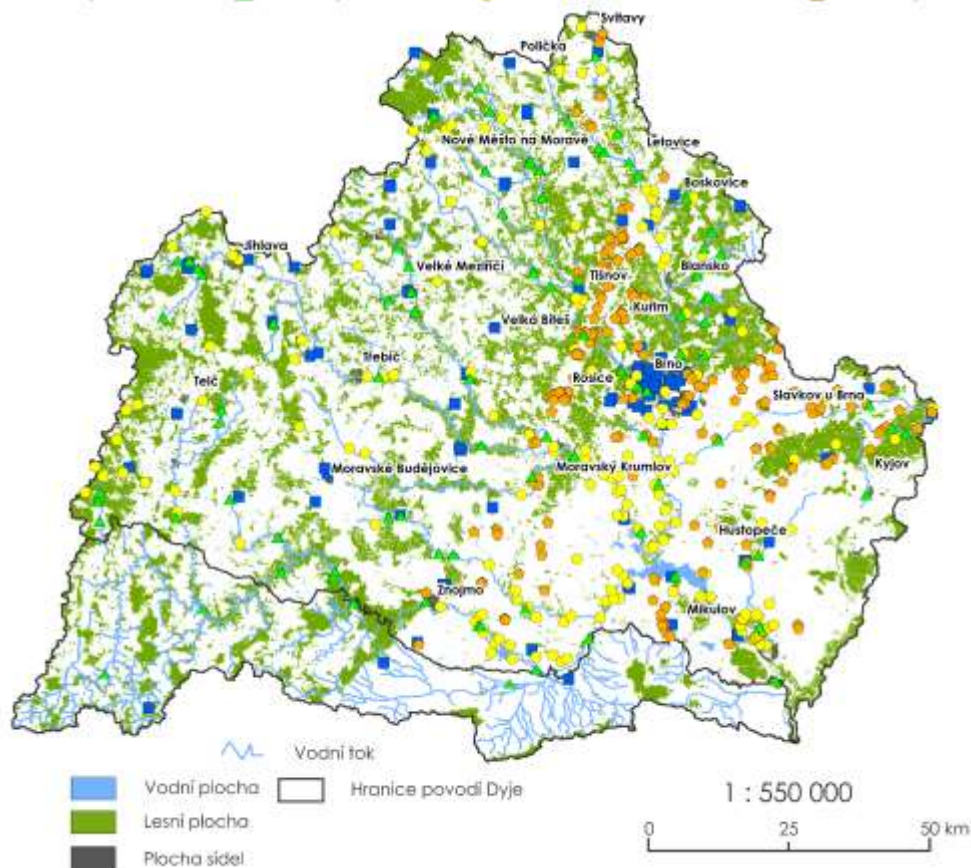 Svitavy
Polička
Nové Město na Moravě
Letovice
Boskovice
Jihlava
Velké Meziříčí
Blansko
Tišnov
Kuřim
Velká Bíteš
Třebíč
Brno
Telč
Rosice
Slavkov u Brna
Moravské Budějovice
Moravský Krumlov
Kyjov
Hustopeče
Znojmo
Mikulov
Vodní tok
Vodní plocha
Hranice povodí Dyje
Lesní plocha
Plocha sídel
1 : 550 000
0 25 50 km